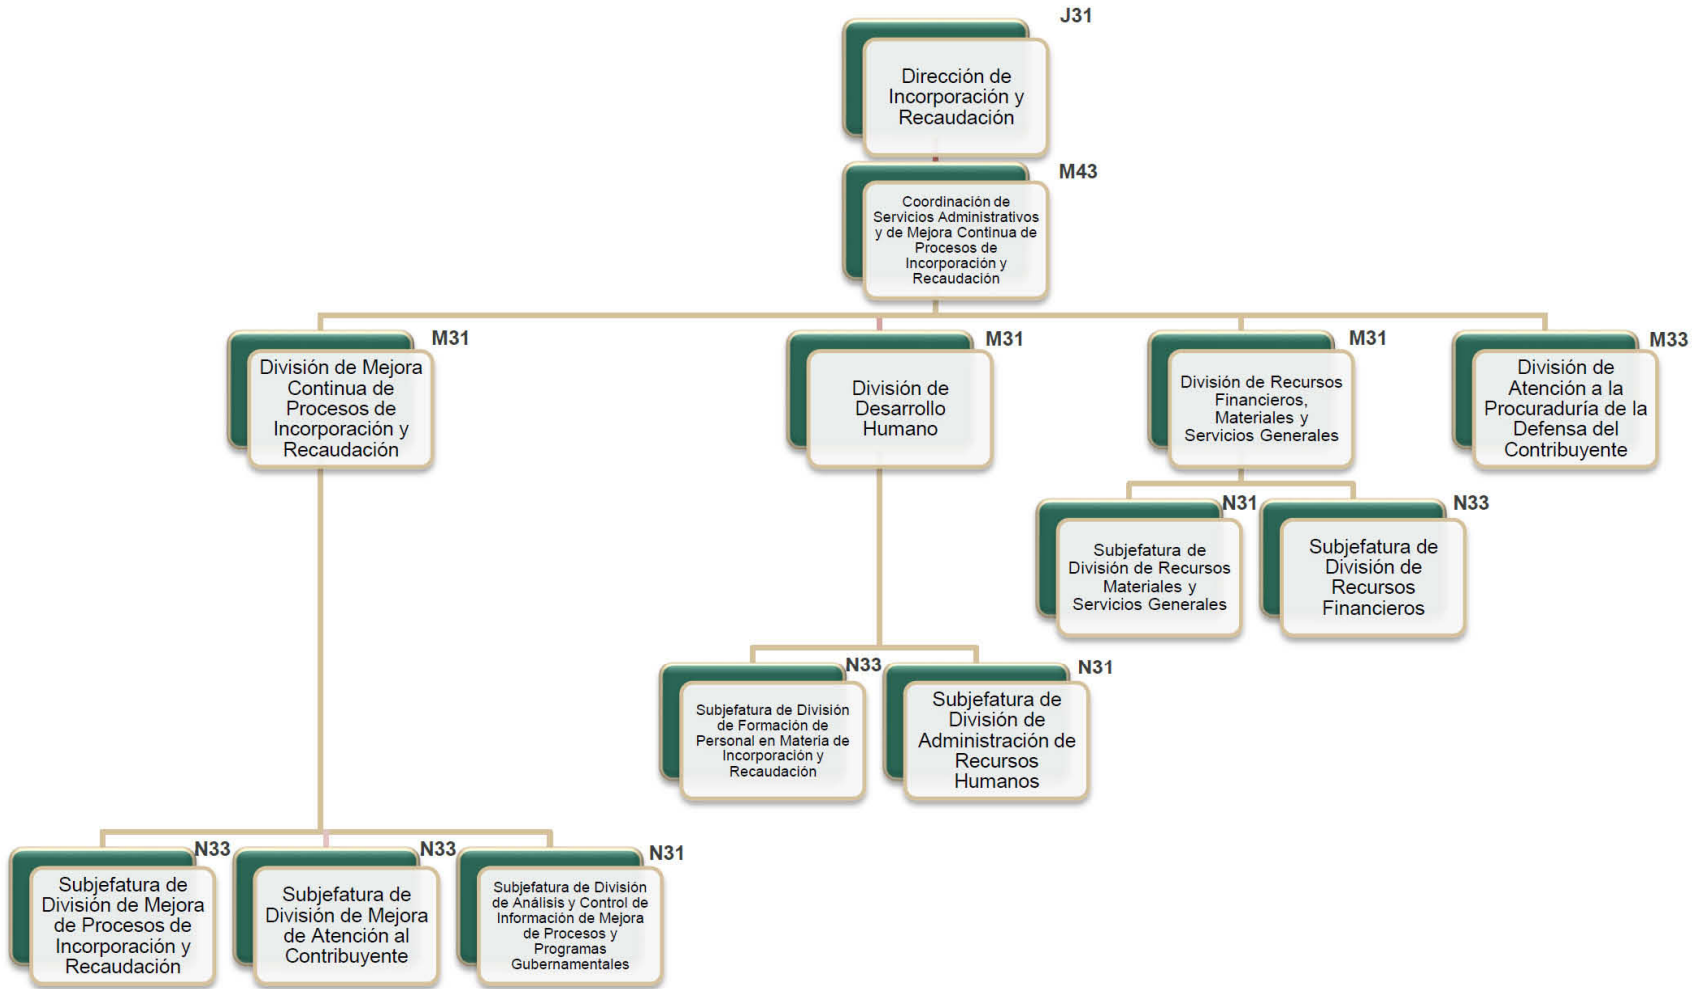 J31
Dirección de
Incorporación y
Recaudación
M43
Coordinación de
Servicios Administrativos
y de Mejora Continua de
Procesos de
Incorporación y
Recaudación
M31
División de Mejora
Continua de
Procesos de
Incorporación y
Recaudación
M31
División de
Desarrollo
Humano
M31
División de Recursos
Financieros,
Materiales y
Servicios Generales
M33
División de
Atención a la
Procuraduría de la
Defensa del
Contribuyente
N31
Subjefatura de
División de Recursos
Materiales y
Servicios Generales
N33
Subjefatura de
División de
Recursos
Financieros
N33
Subjefatura de División
de Formación de
Personal en Materia de
Incorporación y
Recaudación
N31
Subjefatura de
División de
Administración de
Recursos
Humanos
N33
Subjefatura de
División de Mejora
de Procesos de
Incorporación y
Recaudación
N33
Subjefatura de
División de Mejora
de Atención al
Contribuyente
N31
Subjefatura de División
de Análisis y Control de
Información de Mejora
de Procesos y
Programas
Gubernamentales